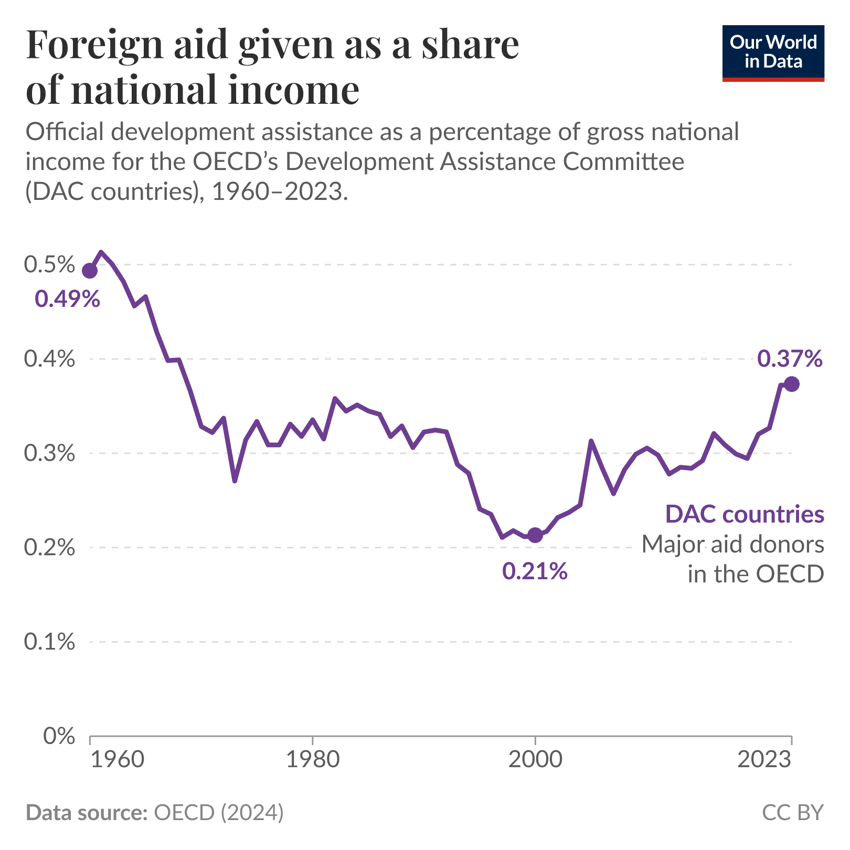 Foreign aid given as a share
of national income
Our World
in Data
Official development assistance as a percentage of gross national
income for the OECD's Development Assistance Committee
(DAC countries), 1960–2023.
0.5%
0.49%
0.4%
0.37%
0.3%
DAC countries
0.2%
Major aid donors
0.21%
in the OECD
0.1%
0%
1960
1980
2000
2023
Data source: OECD (2024)
CC BY